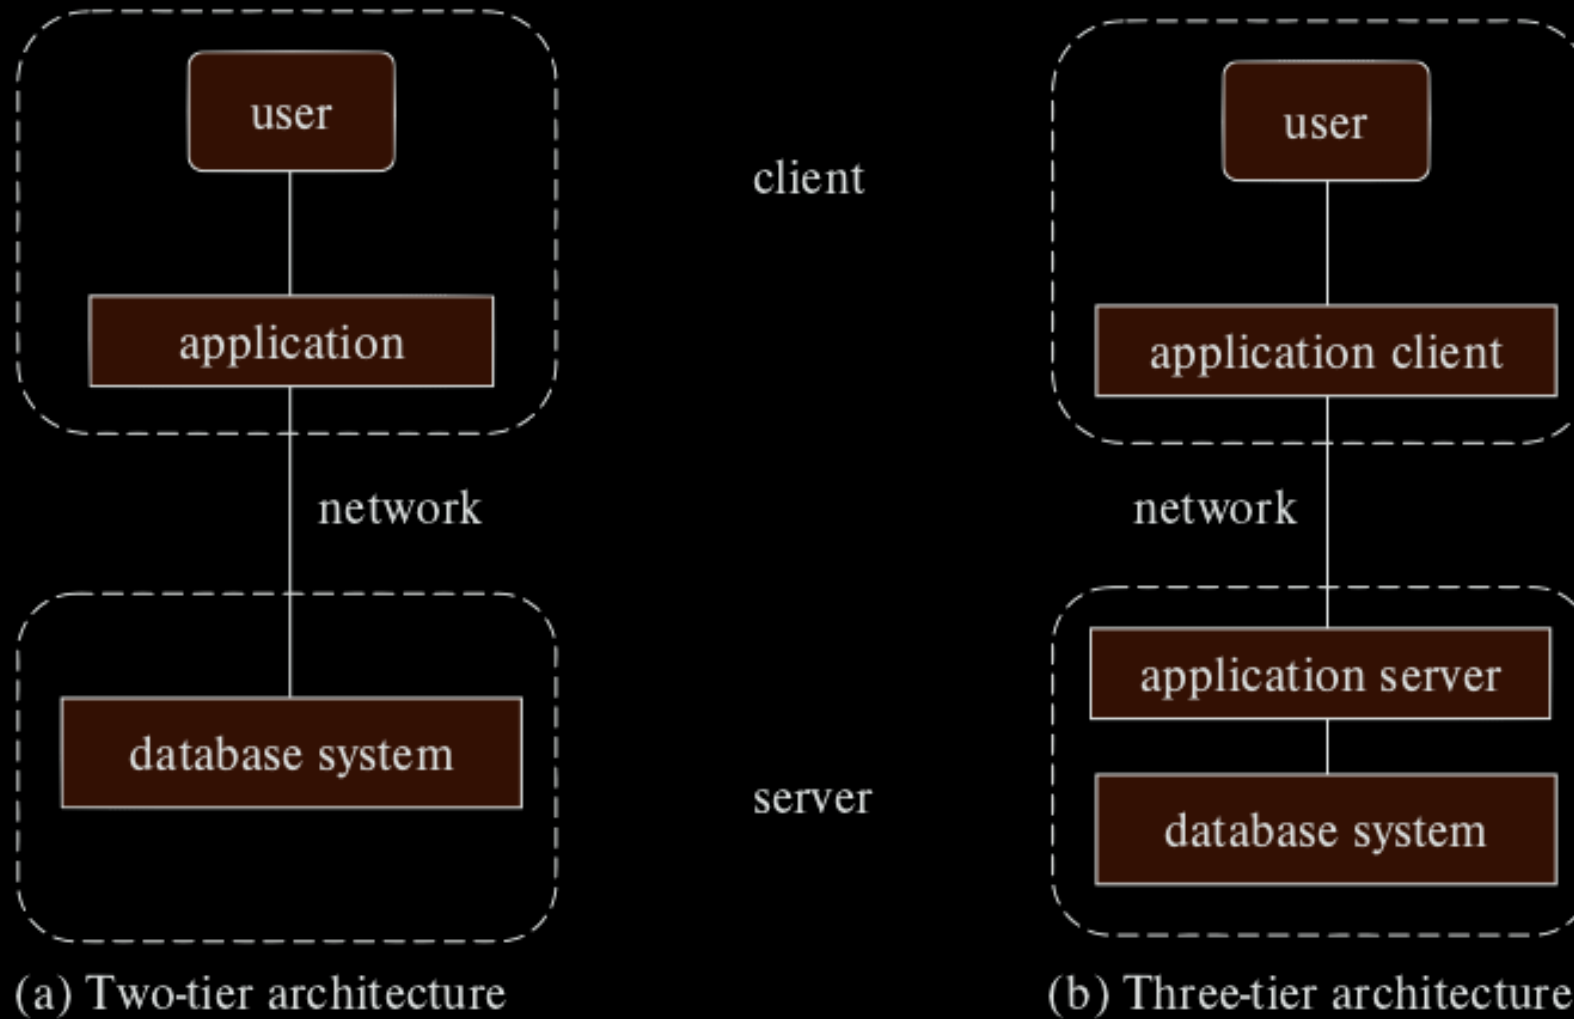 user
application
network
database system
(a) Two-tier architecture
client
server
user
application client
network
application server
database system
(b) Three-tier architecture